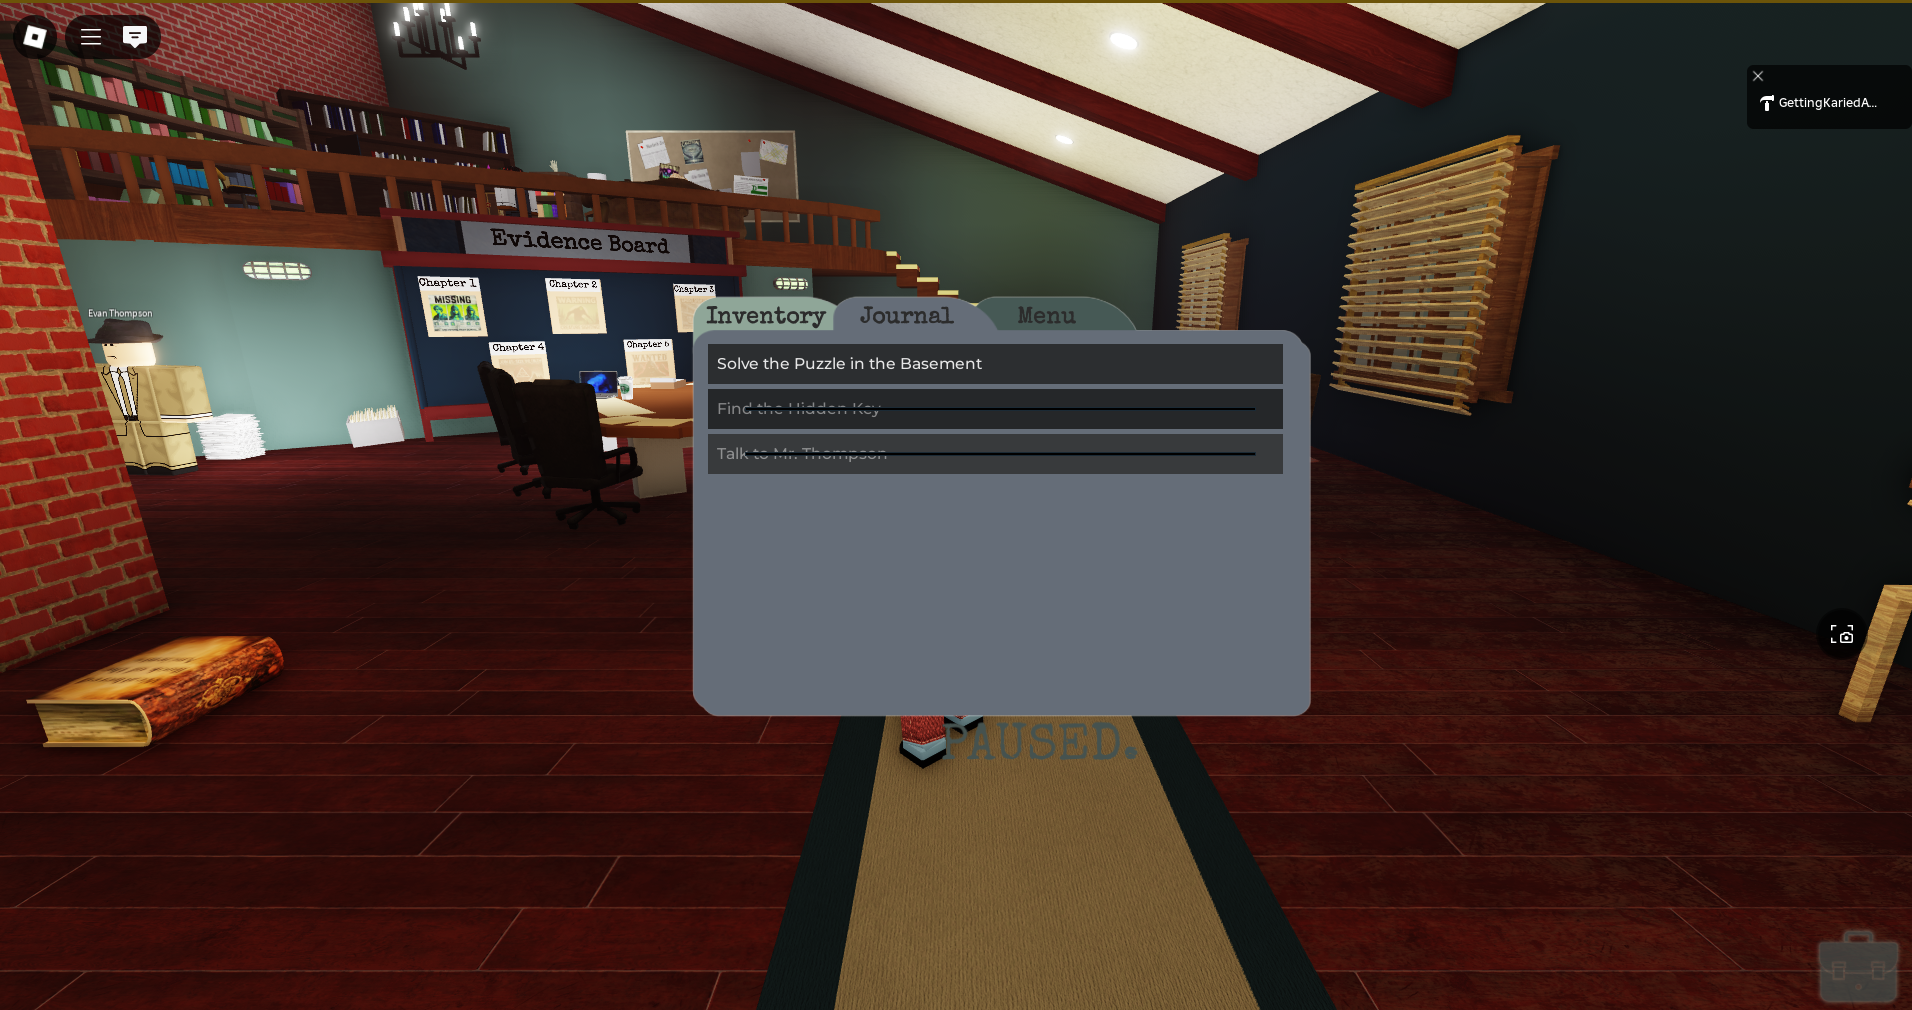 GettingKariedA...
Evidence Board
Chapter 1
MISSING
Chapter 2
Chapter 3
Evan Thompson
Chapter 4
Chapter 5
WANTED
Inventory
Journal
Menu
Solve the Puzzle in the Basement
Find the Hidden Key
Talk to Mr. Thompson
PAUSED.